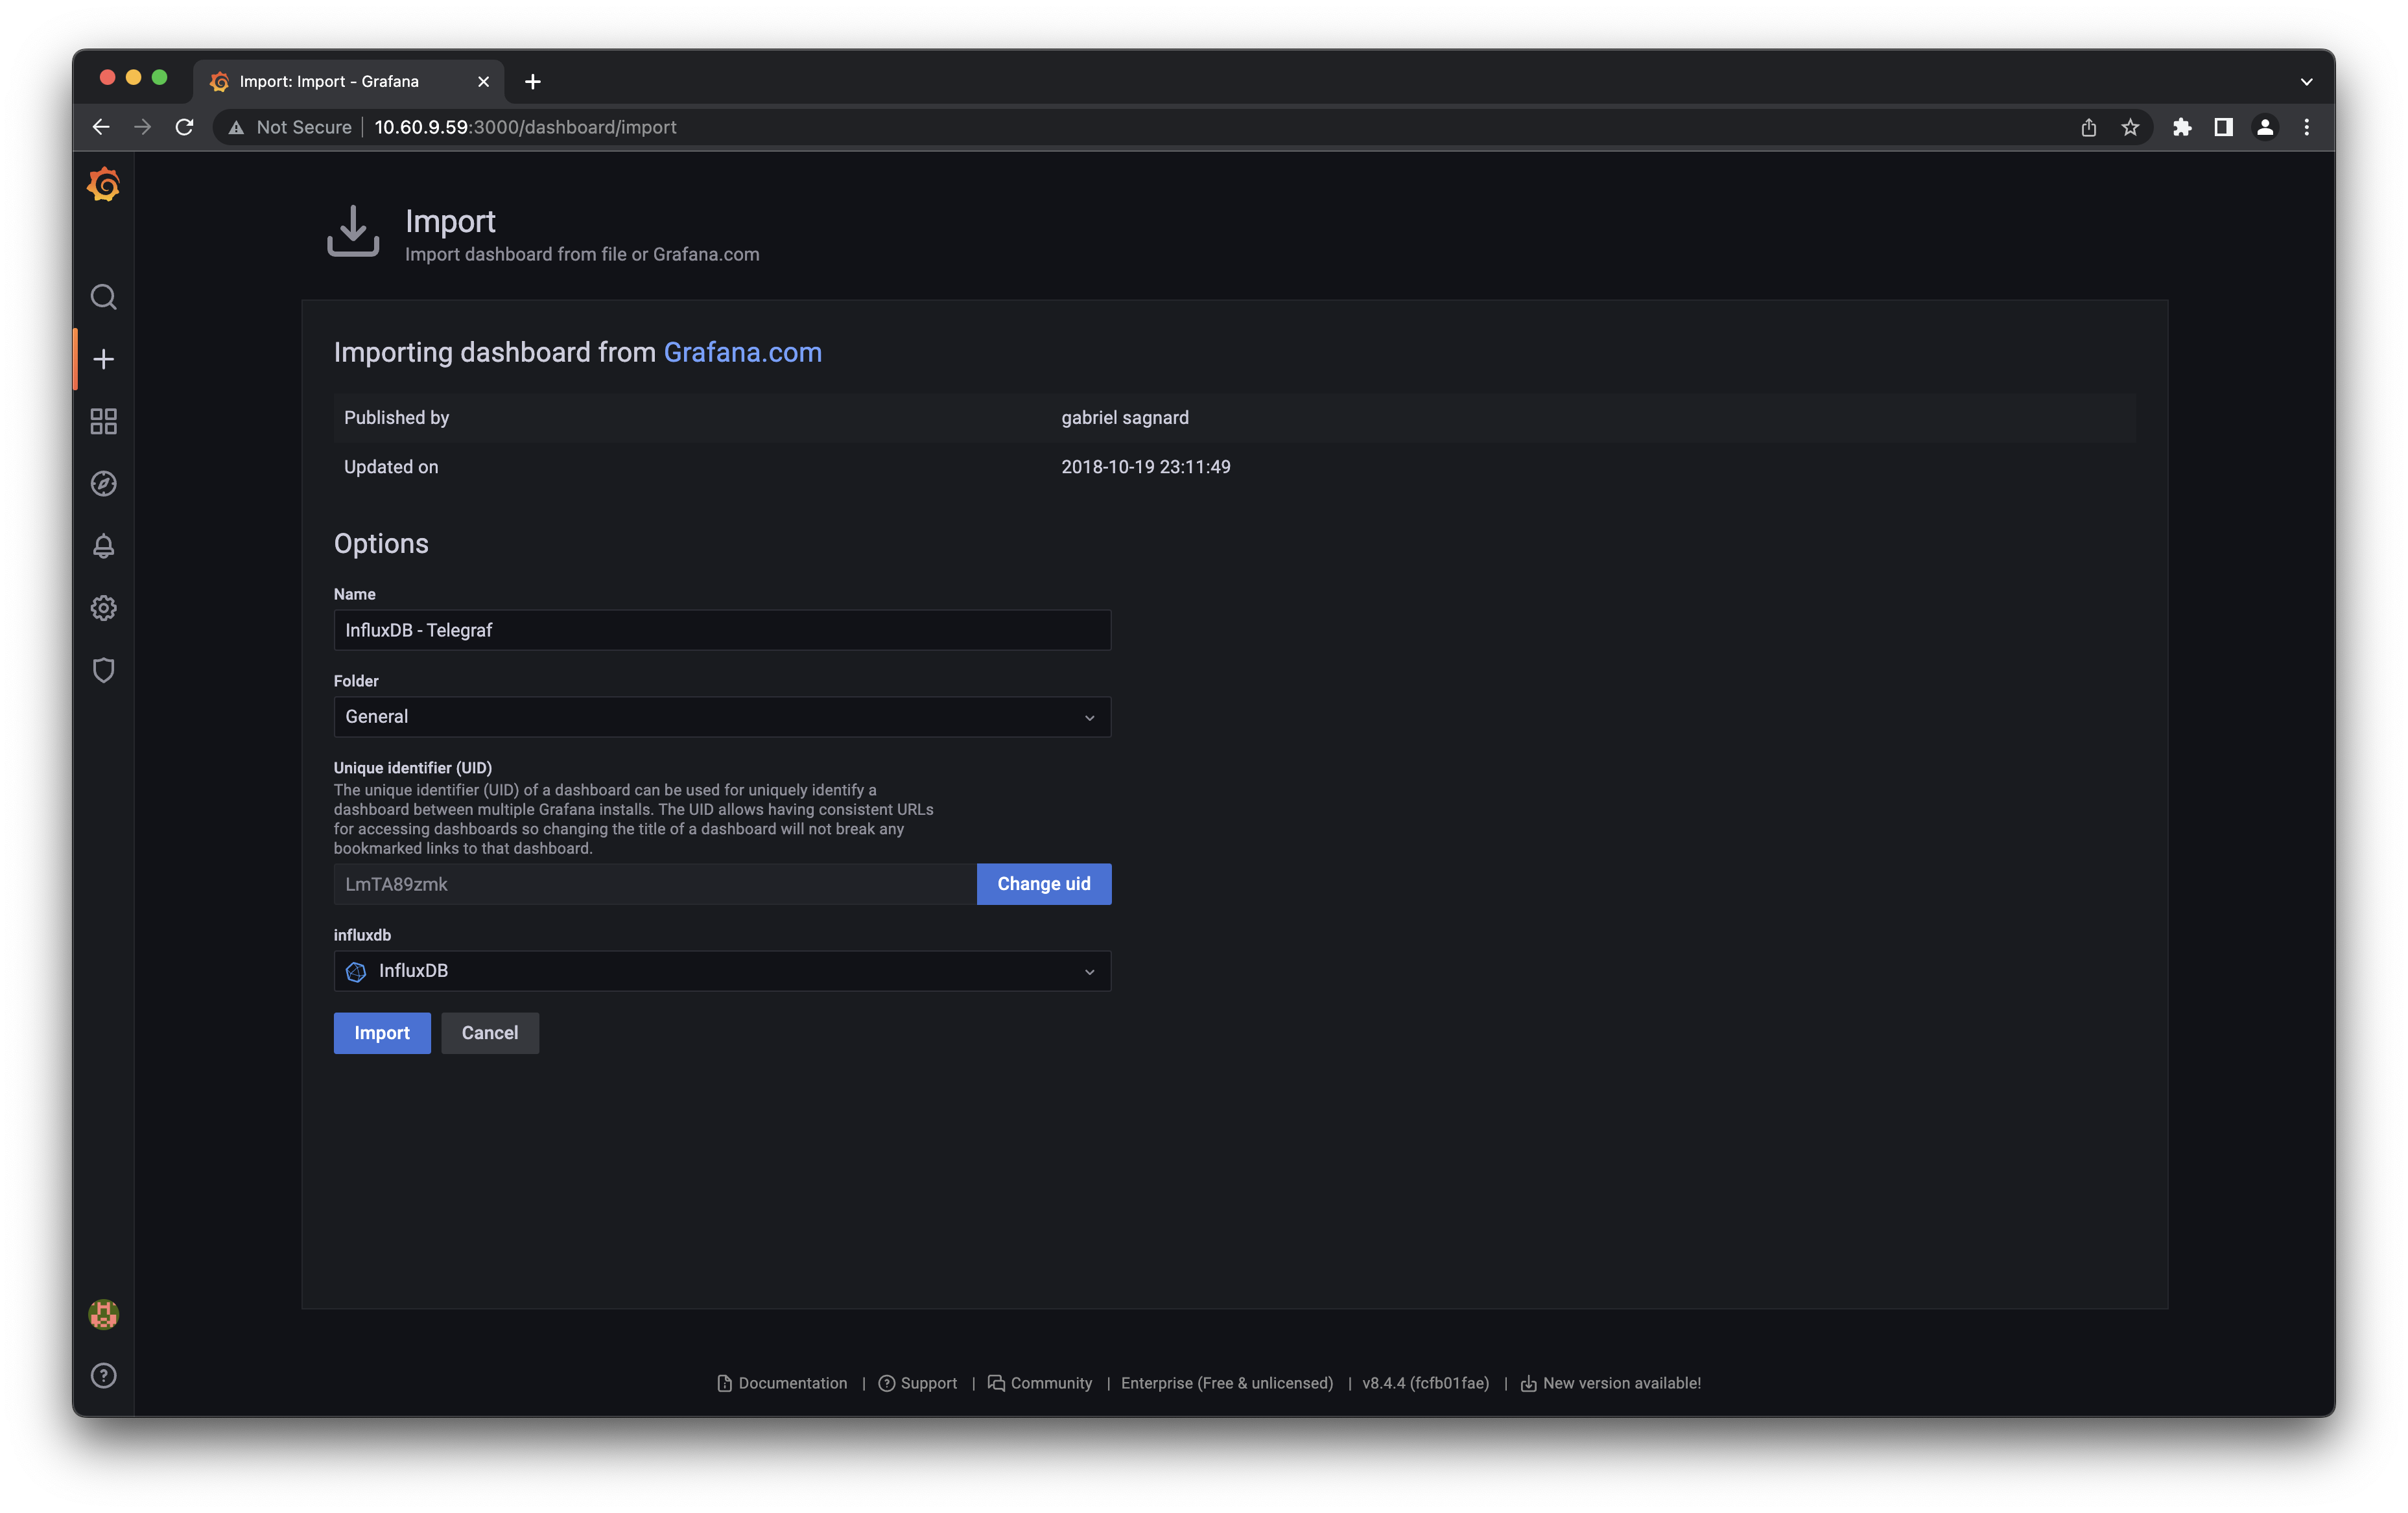 Import: Import - Grafana
Not Secure 10.60.9.59:3000/dashboard/import
Import
Import dashboard from file or Grafana.com
Importing dashboard from Grafana.com
Published by gabriel sagnard
Updated on 2018-10-19 23:11:49
Options
Name
InfluxDB - Telegraf
Folder
General
Unique identifier (UID)
The unique identifier (UID) of a dashboard can be used for uniquely identify a
dashboard between multiple Grafana installs. The UID allows having consistent URLs
for accessing dashboards so changing the title of a dashboard will not break any
bookmarked links to that dashboard.
LmTA89zmk Change uid
influxdb
InfluxDB
Import Cancel
Documentation | Support | Community | Enterprise (Free & unlicensed) | v8.4.4 (fcfb01fae) | New version available!